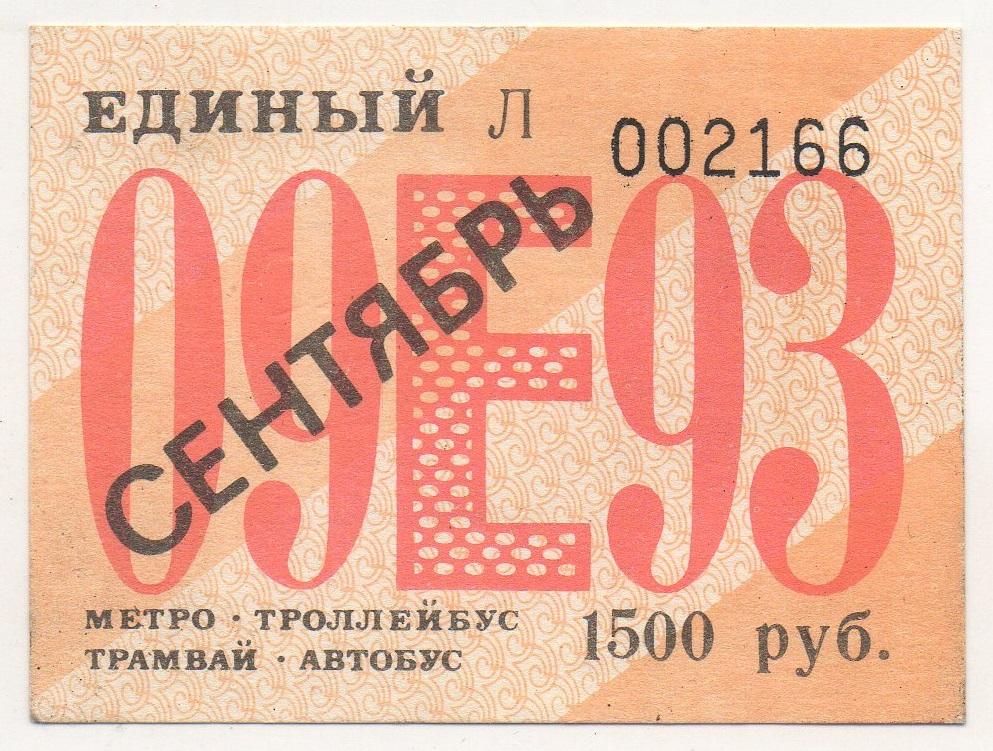 ЕДИНЫЙ Л 002166
09Е93
СЕНТЯБРЬ
МЕТРО · ТРОЛЛЕЙБУС
ТРАМВАЙ · АВТОБУС
1500 руб.